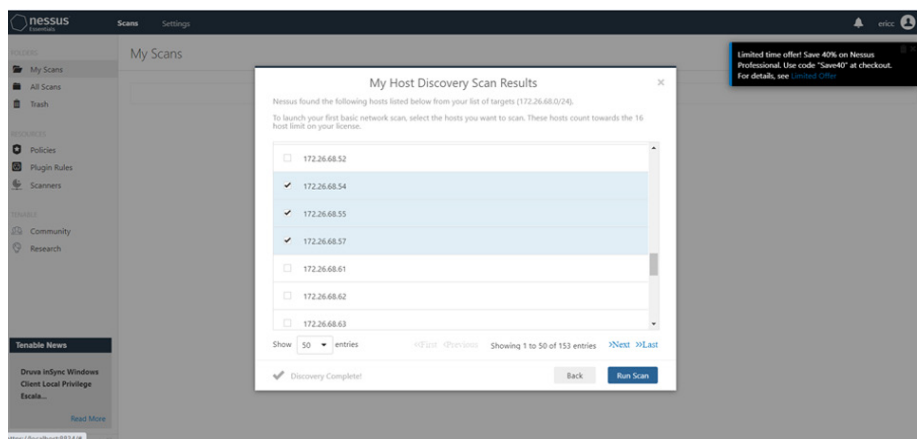 nessus
Essentials
Scans
Settings
ericc
FOLDERS
My Scans
All Scans
Trash
RESOURCES
Policies
Plugin Rules
Scanners
TENABLE
Community
Research
Tenable News
Druva inSync Windows
Client Local Privilege
Escala...
Read More
My Scans
Limited time offer! Save 40% on Nessus
Professional. Use code "Save40" at checkout.
For details, see Limited Offer
My Host Discovery Scan Results
Nessus found the following hosts listed below from your list of targets (172.26.68.0/24).
To launch your first basic network scan, select the hosts you want to scan. These hosts count towards the 16
host limit on your license.
172.26.68.52
172.26.68.54
172.26.68.55
172.26.68.57
172.26.68.61
172.26.68.62
172.26.68.63
Show 50 entries
«First ‹Previous Showing 1 to 50 of 153 entries ›Next »Last
Discovery Complete!
Back
Run Scan